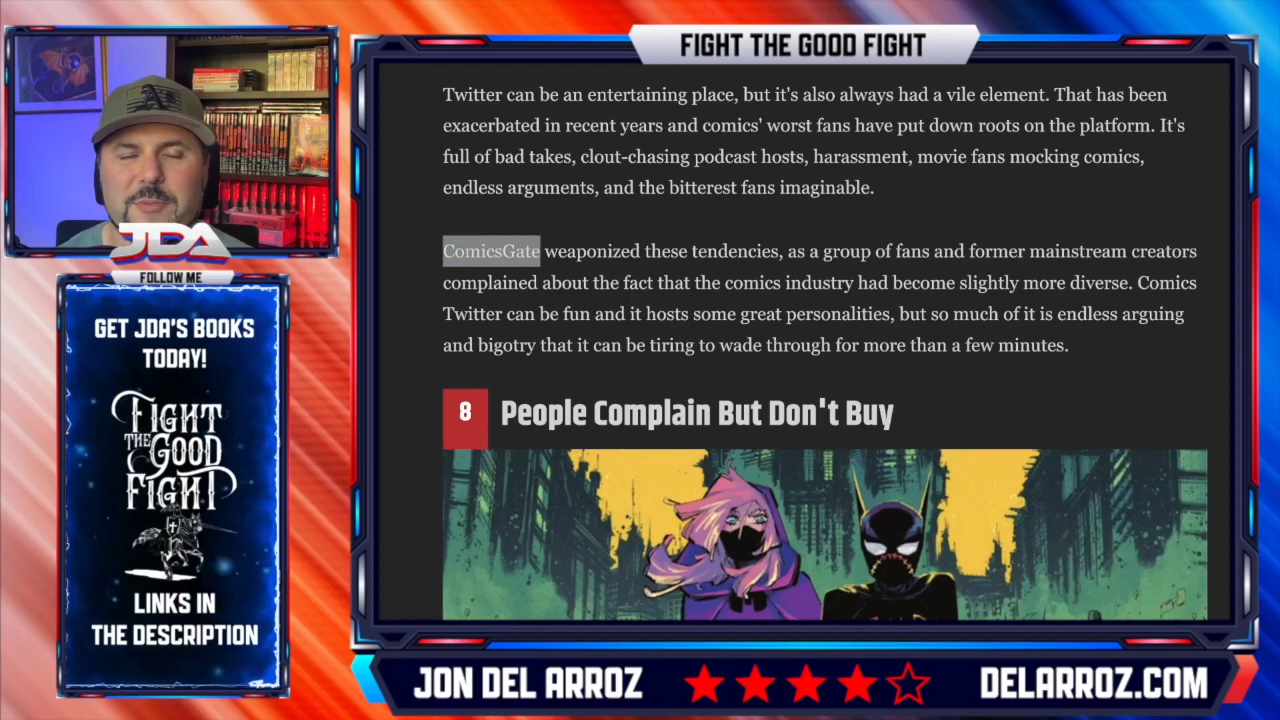 FIGHT THE GOOD FIGHT
Twitter can be an entertaining place, but it's also always had a vile element. That has been
exacerbated in recent years and comics' worst fans have put down roots on the platform. It's
full of bad takes, clout-chasing podcast hosts, harassment, movie fans mocking comics,
endless arguments, and the bitterest fans imaginable.
ComicsGate weaponized these tendencies, as a group of fans and former mainstream creators
complained about the fact that the comics industry had become slightly more diverse. Comics
Twitter can be fun and it hosts some great personalities, but so much of it is endless arguing
and bigotry that it can be tiring to wade through for more than a few minutes.
8 People Complain But Don't Buy
A
JDA
FOLLOW ME
GET JDA'S BOOKS
TODAY!
FIGHT
THE GOOD
FIGHT
LINKS IN
THE DESCRIPTION
JON DEL ARROZ
DELARROZ.COM